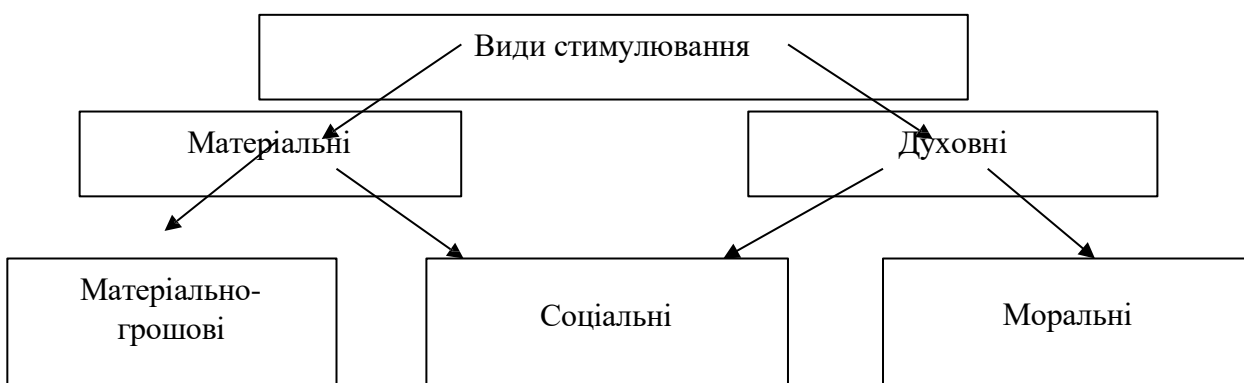 Види стимулювання
Матеріальні
Духовні
Матеріально-
грошові
Соціальні
Моральні